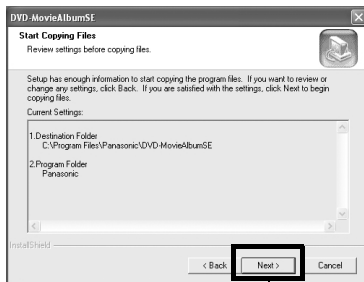 DVD-MovieAlbumSE
Start Copying Files
Review settings before copying files.
Setup has enough information to start copying the program files. If you want to review or
change any settings, click Back. If you are satisfied with the settings, click Next to begin
copying files.
Current Settings:
1.Destination Folder
C:\Program Files\Panasonic\DVD-MovieAlbumSE
2.Program Folder
Panasonic
InstallShield
< Back
Next >
Cancel